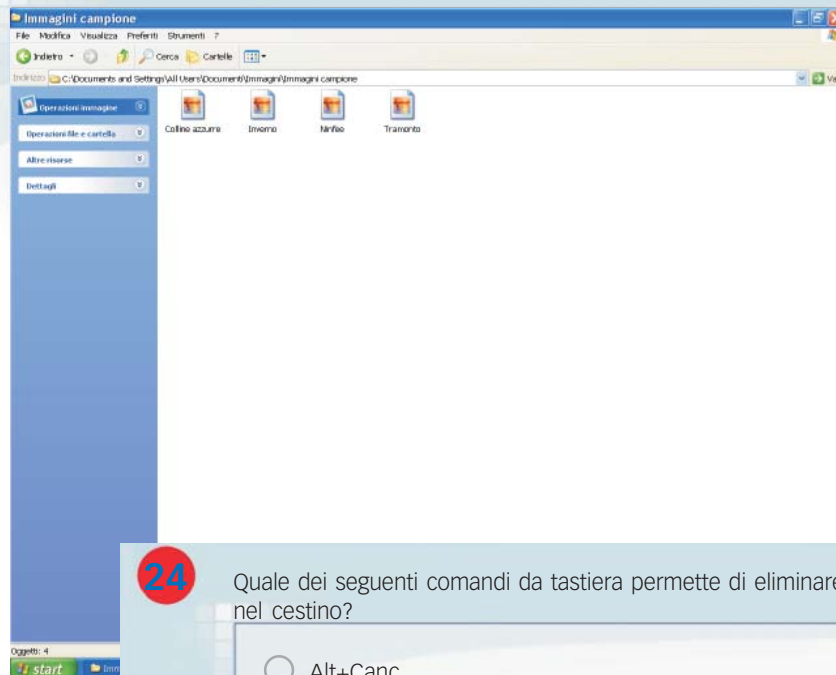 Immagini campione
File Modifica Visualizza Preferiti Strumenti ?
Indietro Cerca Cartelle
Indirizzo C:\Documents and Settings\All Users\Documenti\Immagini\Immagini campione Va
Operazioni immagine
Operazioni file e cartella
Altre risorse
Dettagli
Colline azzurre Inverno Ninfee Tramonto
24
Quale dei seguenti comandi da tastiera permette di eliminare
nel cestino?
Alt+Canc
Oggetti: 4
start Imm